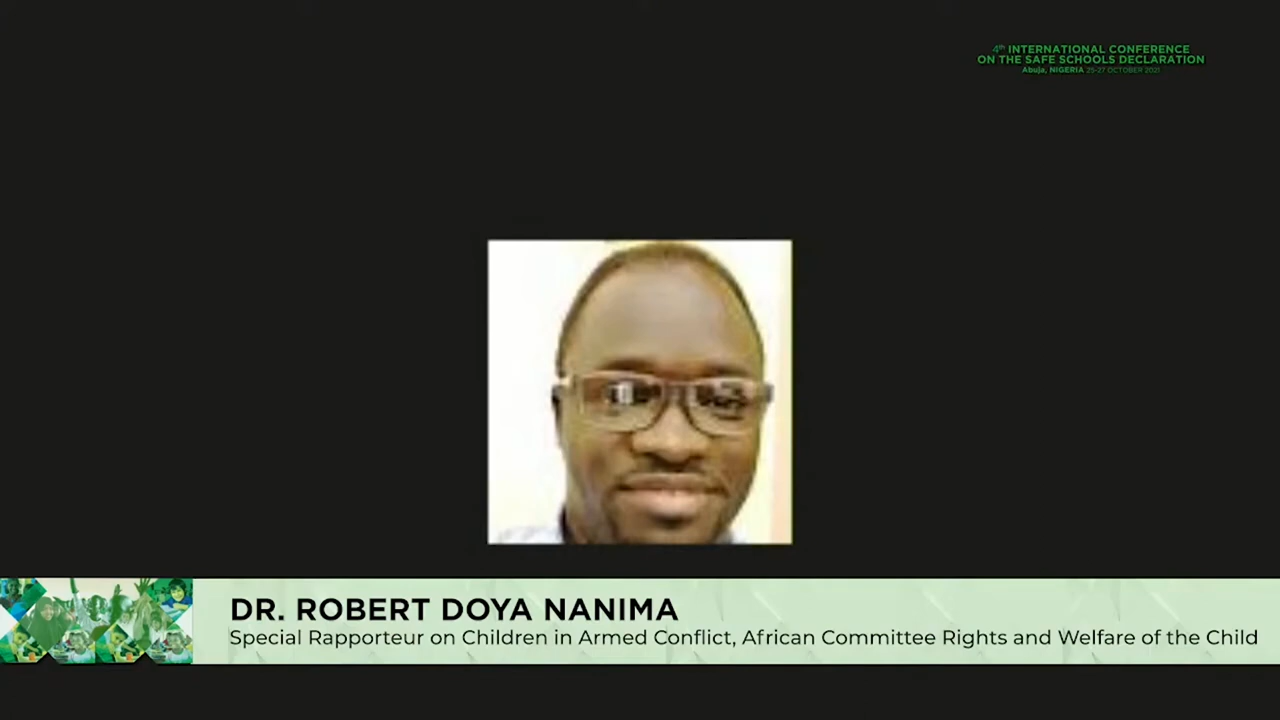 4th INTERNATIONAL CONFERENCE
ON THE SAFE SCHOOLS DECLARATION
Abuja, NIGERIA 25-27 OCTOBER 2021
DR. ROBERT DOYA NANIMA
Special Rapporteur on Children in Armed Conflict, African Committee Rights and Welfare of the Child